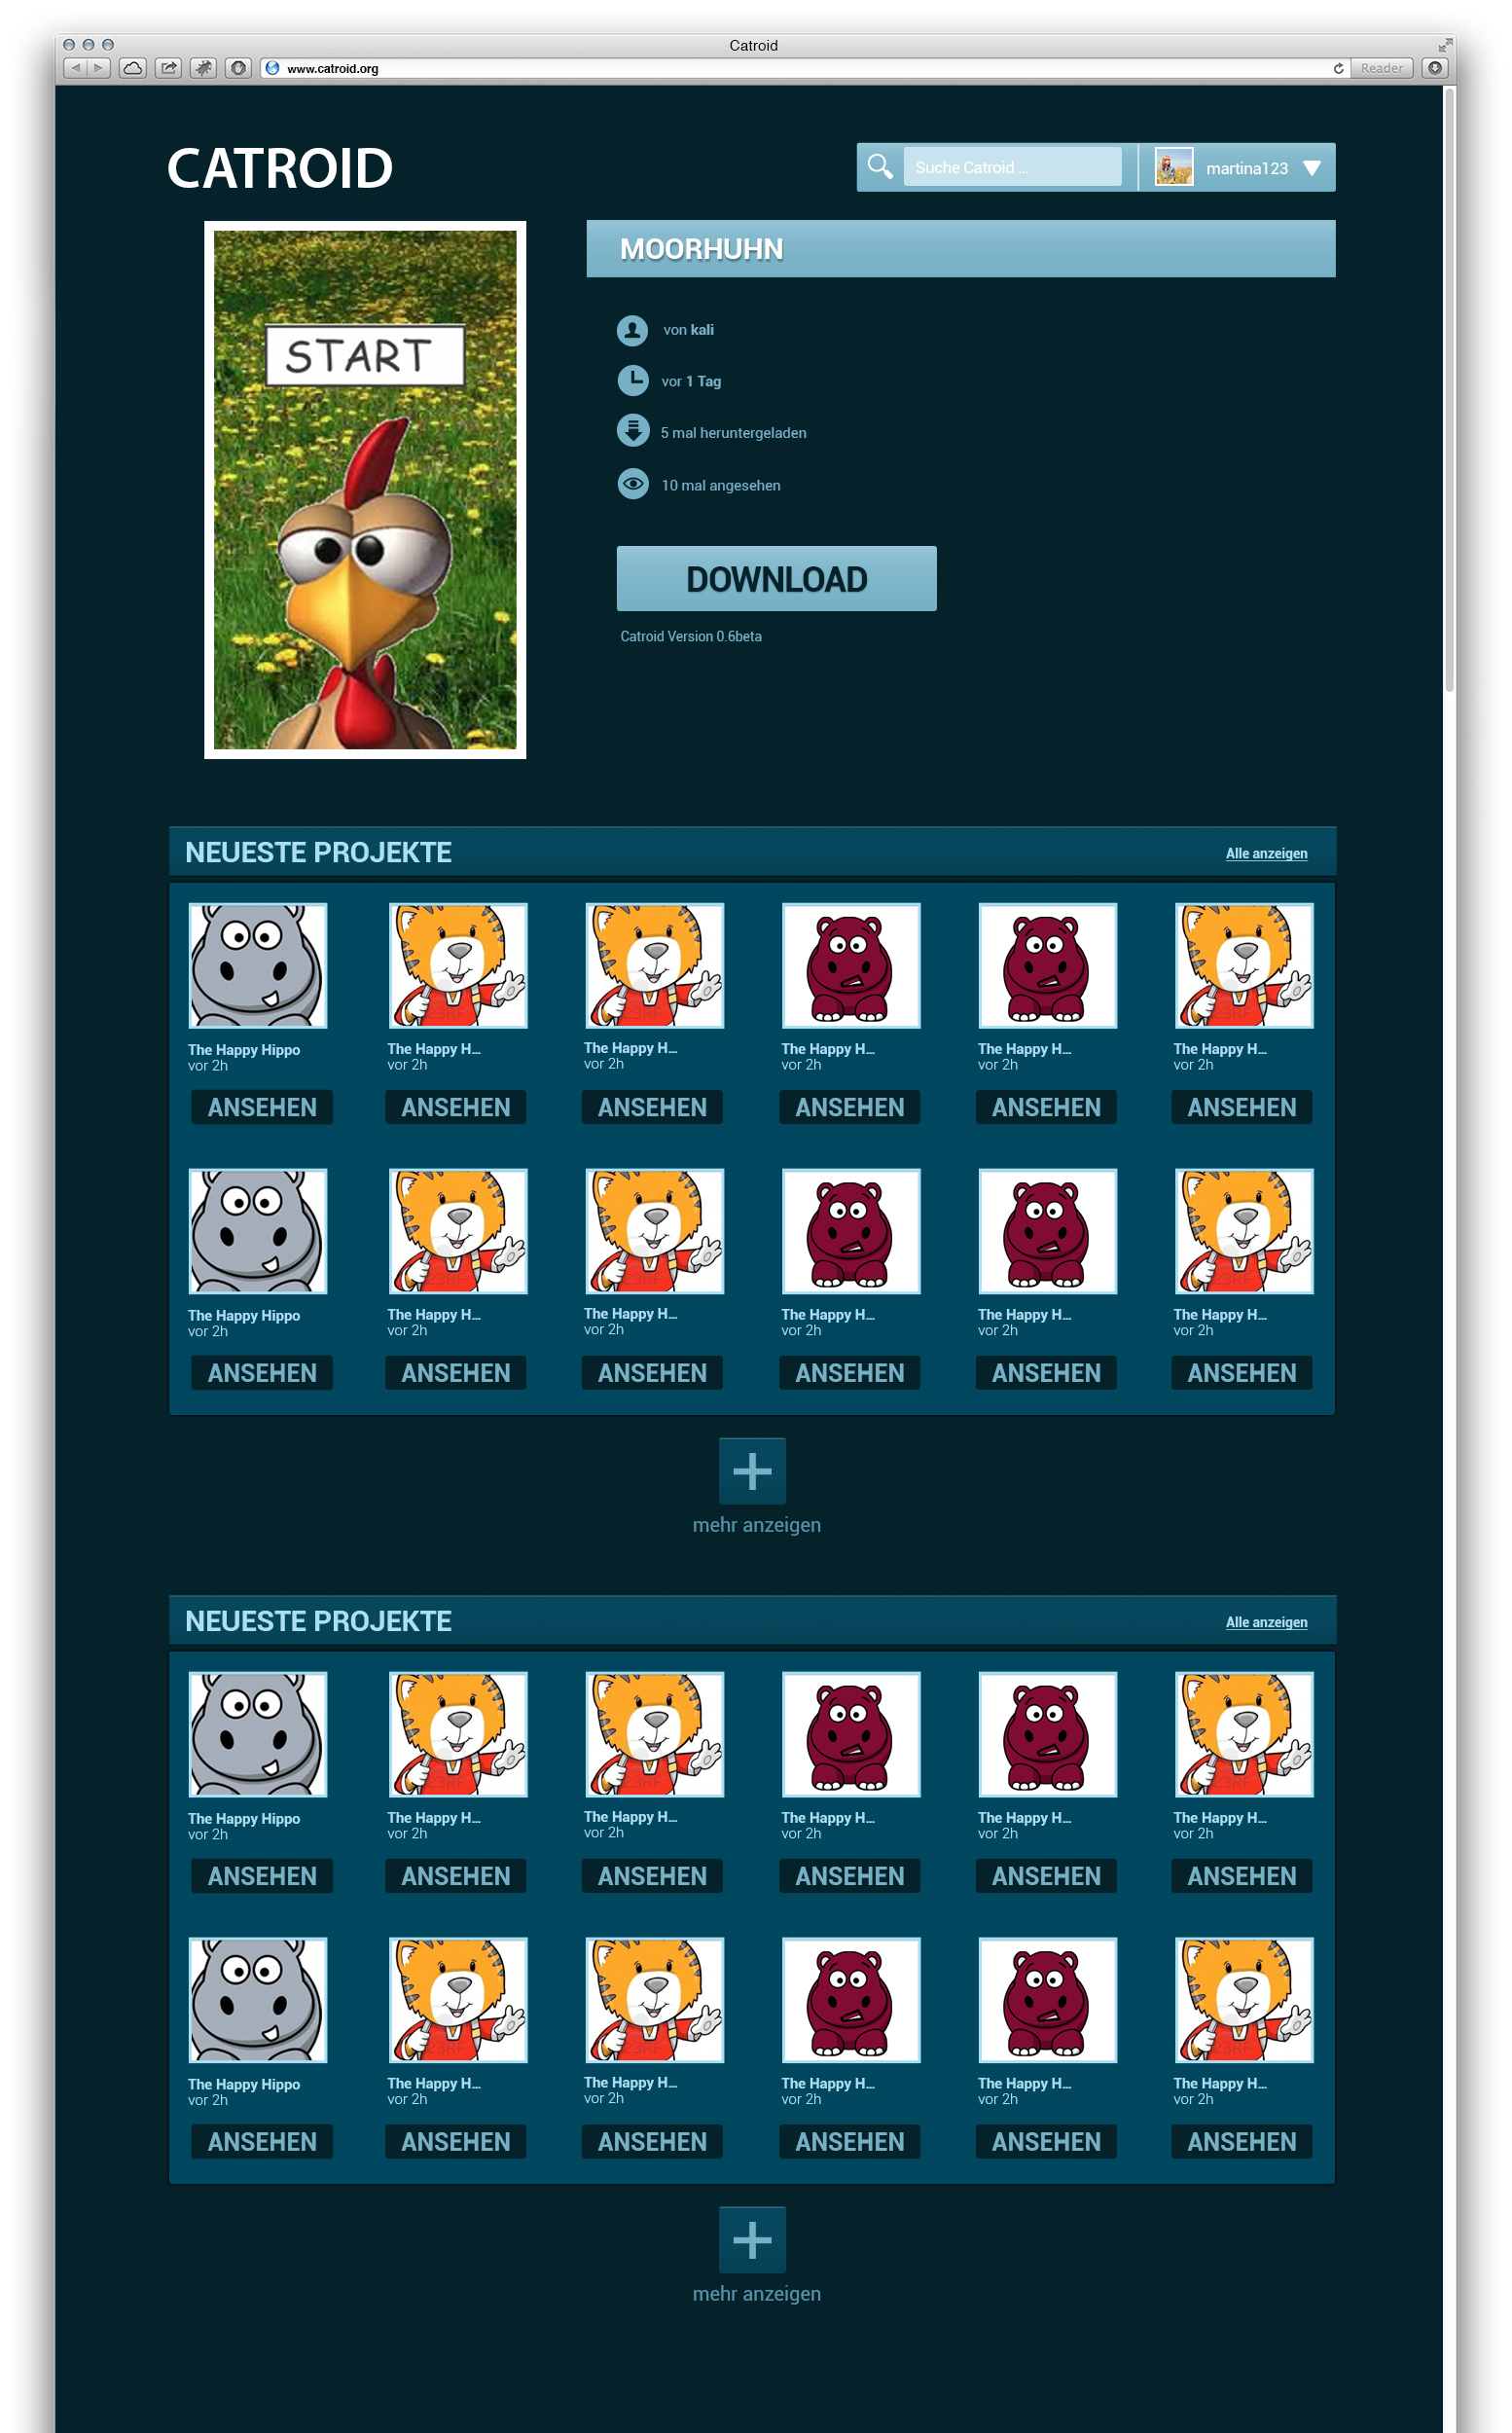 Catroid
www.catroid.org
Reader
CATROID
Suche Catroid ...
martina123
MOORHUHN
START
von kali
vor 1 Tag
5 mal heruntergeladen
10 mal angesehen
DOWNLOAD
Catroid Version 0.6beta
NEUESTE PROJEKTE
Alle anzeigen
The Happy Hippo The Happy H... The Happy H... The Happy H... The Happy H... The Happy H...
vor 2h vor 2h vor 2h vor 2h vor 2h vor 2h
ANSEHEN ANSEHEN ANSEHEN ANSEHEN ANSEHEN ANSEHEN
The Happy Hippo The Happy H... The Happy H... The Happy H... The Happy H... The Happy H...
vor 2h vor 2h vor 2h vor 2h vor 2h vor 2h
ANSEHEN ANSEHEN ANSEHEN ANSEHEN ANSEHEN ANSEHEN
mehr anzeigen
NEUESTE PROJEKTE
Alle anzeigen
The Happy Hippo The Happy H... The Happy H... The Happy H... The Happy H... The Happy H...
vor 2h vor 2h vor 2h vor 2h vor 2h vor 2h
ANSEHEN ANSEHEN ANSEHEN ANSEHEN ANSEHEN ANSEHEN
The Happy Hippo The Happy H... The Happy H... The Happy H... The Happy H... The Happy H...
vor 2h vor 2h vor 2h vor 2h vor 2h vor 2h
ANSEHEN ANSEHEN ANSEHEN ANSEHEN ANSEHEN ANSEHEN
mehr anzeigen